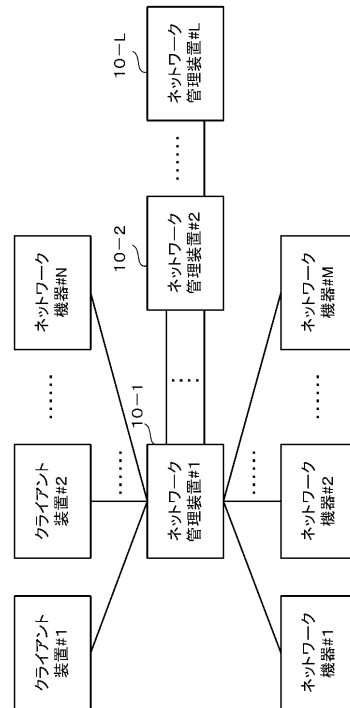 クライアント
装置#1
クライアント
装置#2
……
ネットワーク
機器#N
……
10-1
10-2
10-L
ネットワーク
管理装置#1
……
ネットワーク
管理装置#2
……
ネットワーク
管理装置#L
……
ネットワーク
機器#1
ネットワーク
機器#2
……
ネットワーク
機器#M